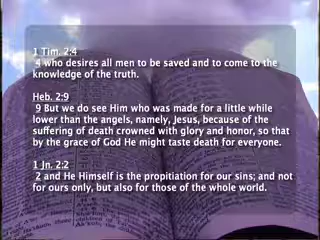 1 Tim. 2:4
4 who desires all men to be saved and to come to the
knowledge of the truth.
Heb. 2:9
9 But we do see Him who was made for a little while
lower than the angels, namely, Jesus, because of the
suffering of death crowned with glory and honor, so that
by the grace of God He might taste death for everyone.
1 Jn. 2:2
2 and He Himself is the propitiation for our sins; and not
for ours only, but also for those of the whole world.